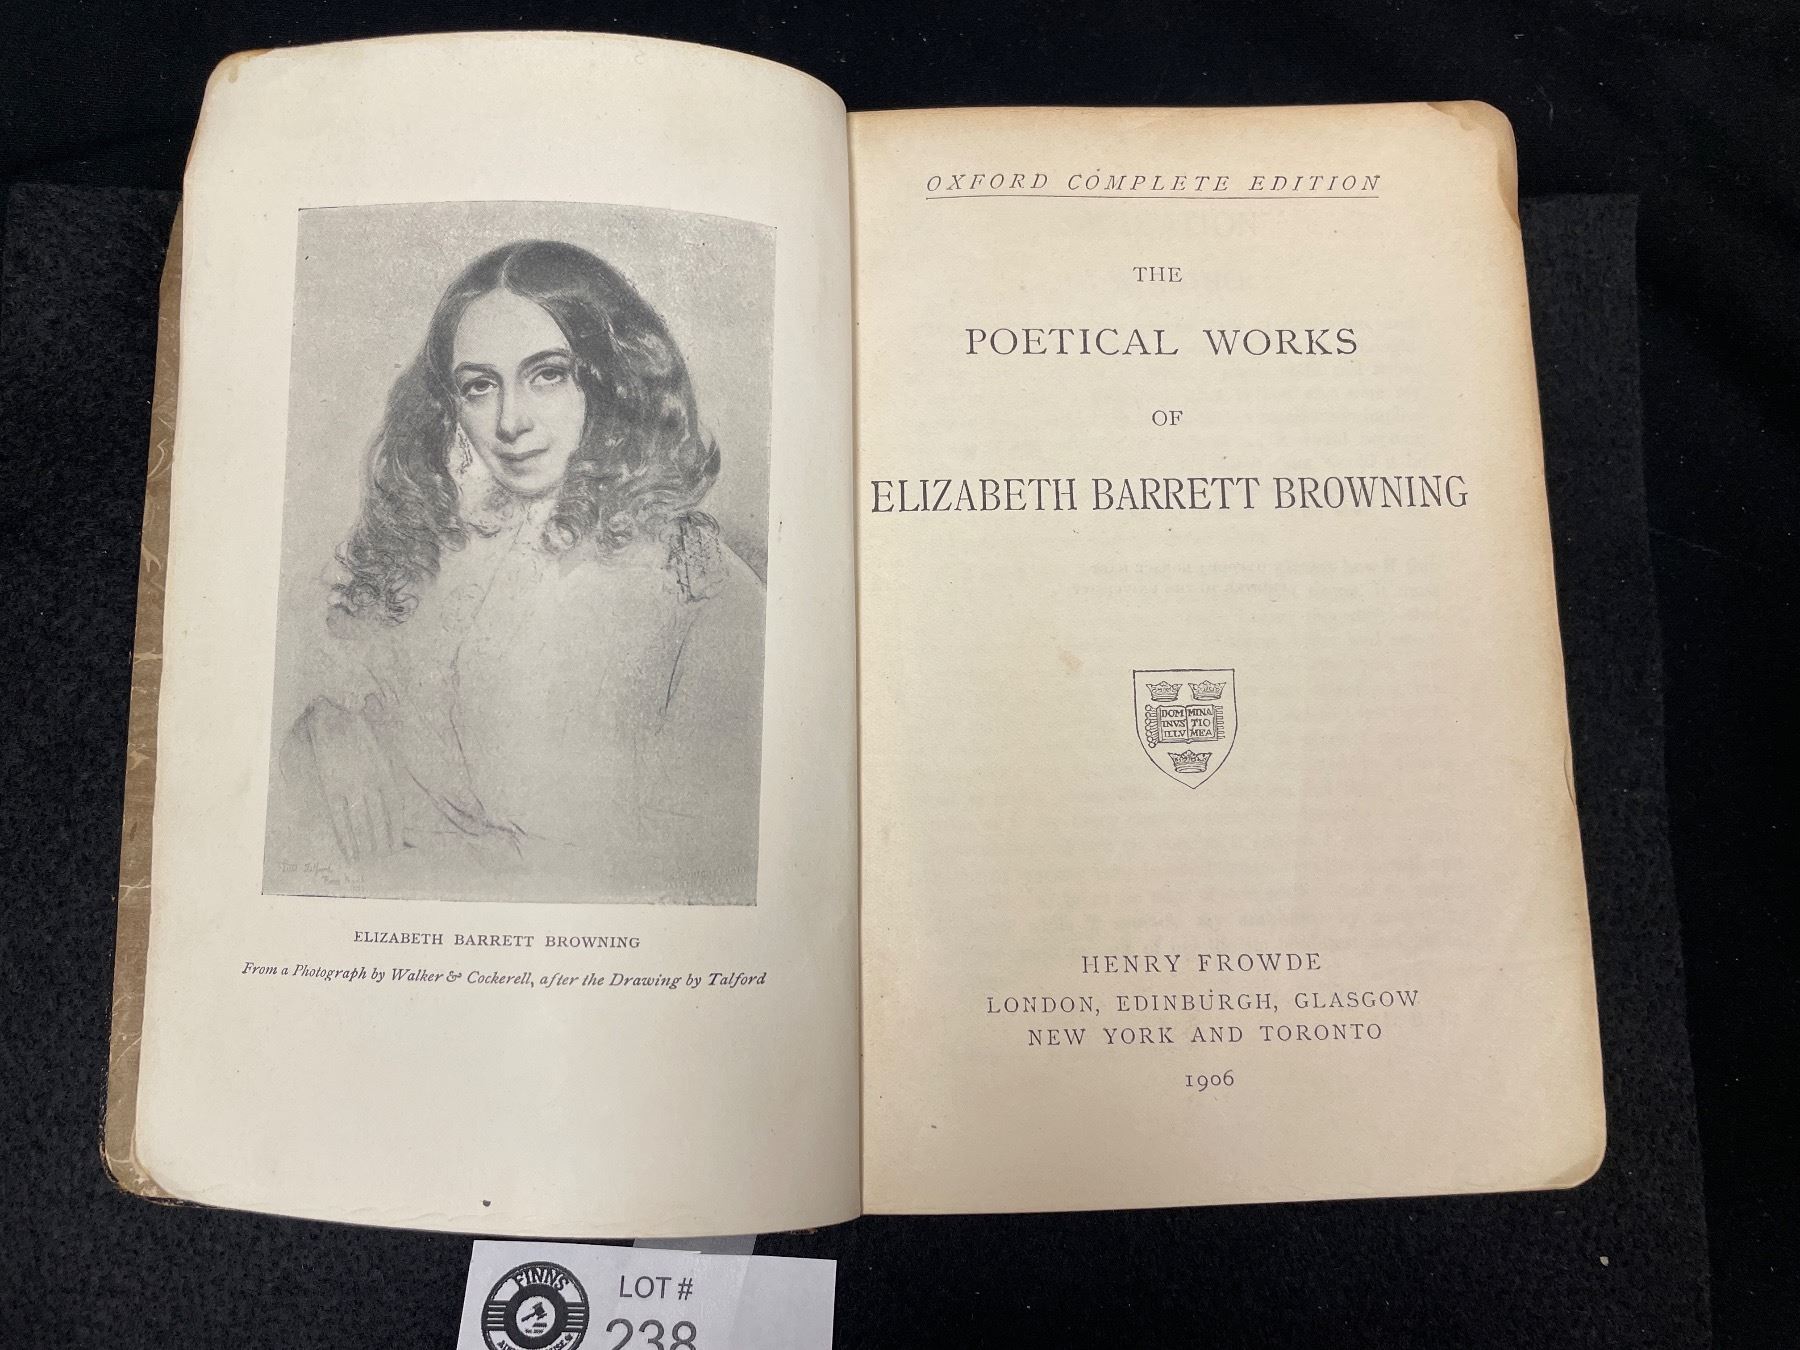 ELIZABETH BARRETT BROWNING
From a Photograph by Walker & Cockerell, after the Drawing by Talford
OXFORD COMPLETE EDITION
THE
POETICAL WORKS
OF
ELIZABETH BARRETT BROWNING
DOM MINA
INVS TIO
ILLV MEA
HENRY FROWDE
LONDON, EDINBURGH, GLASGOW
NEW YORK AND TORONTO
1906
FINNS
LOT #
238